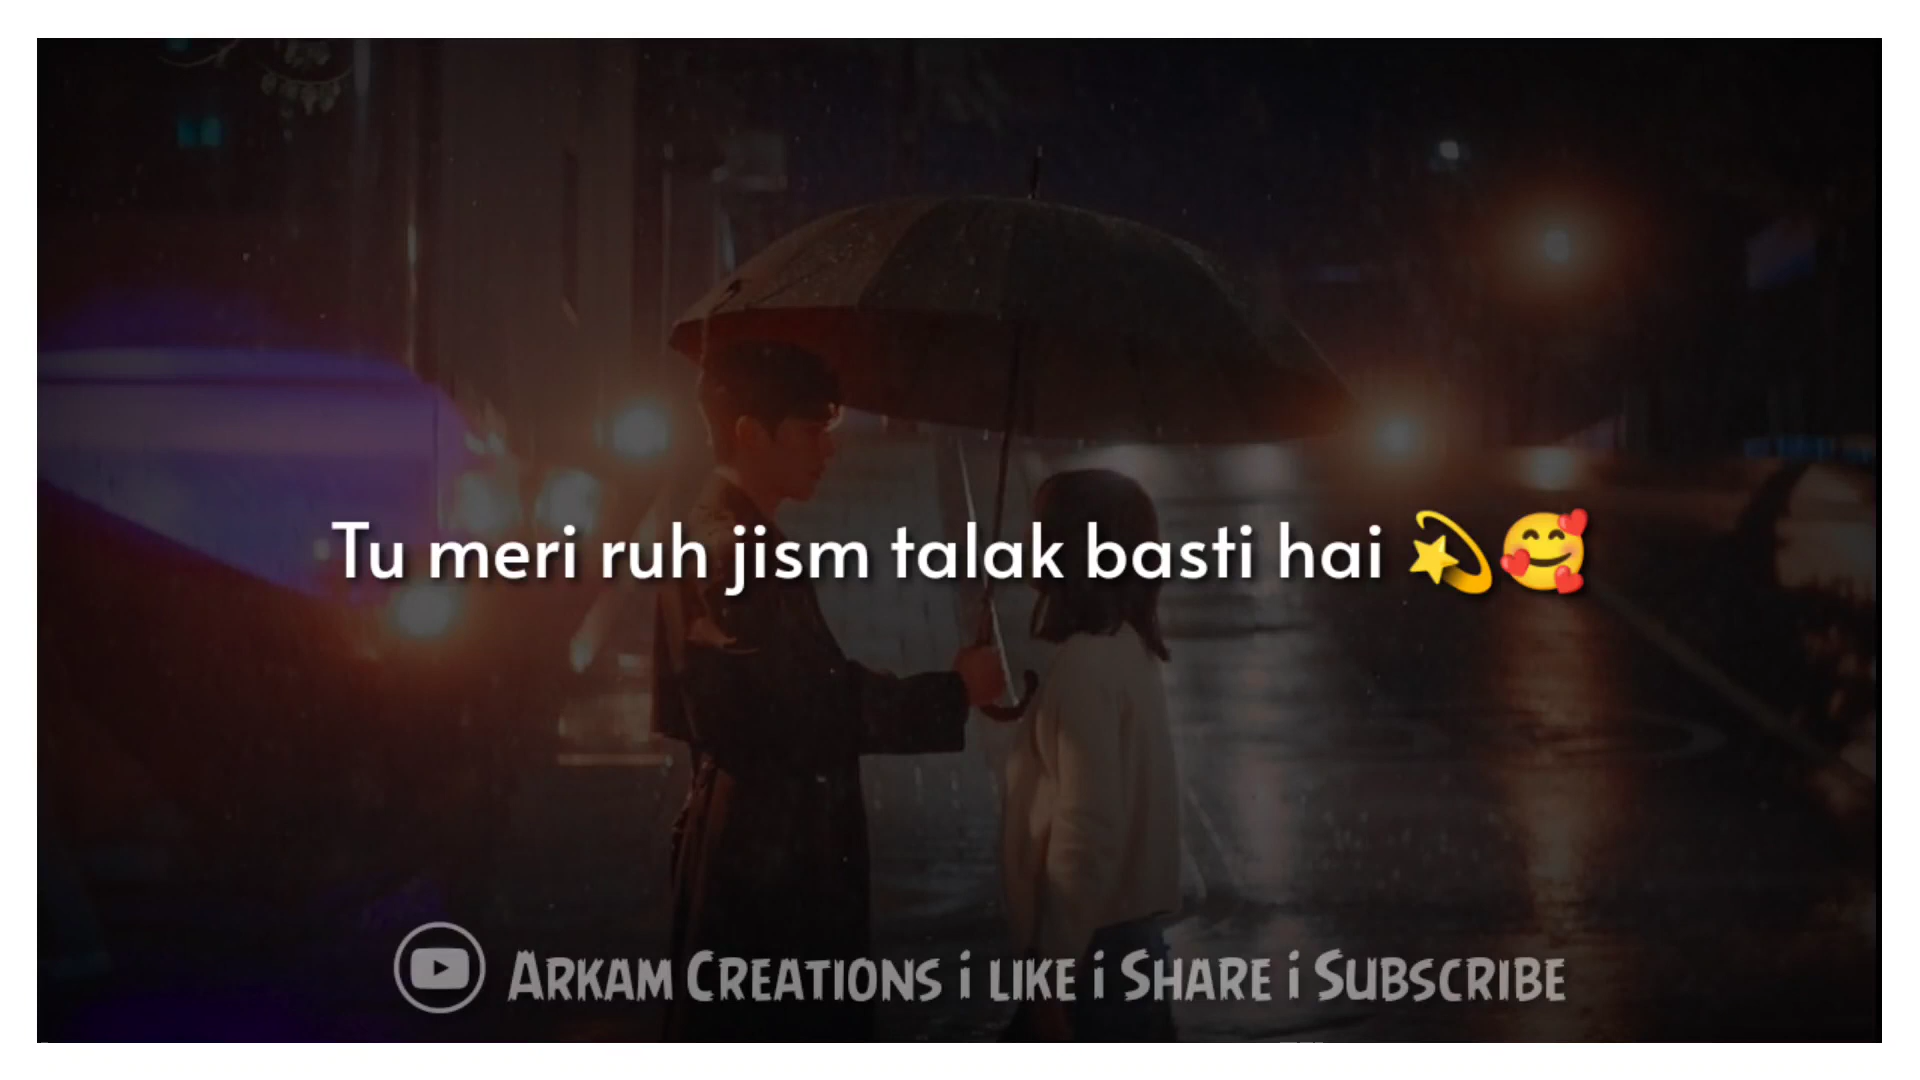 Tu meri ruh jism talak basti hai 💫🥰
ARKAM CREATIONS i LIKE i SHARE i SUBSCRIBE